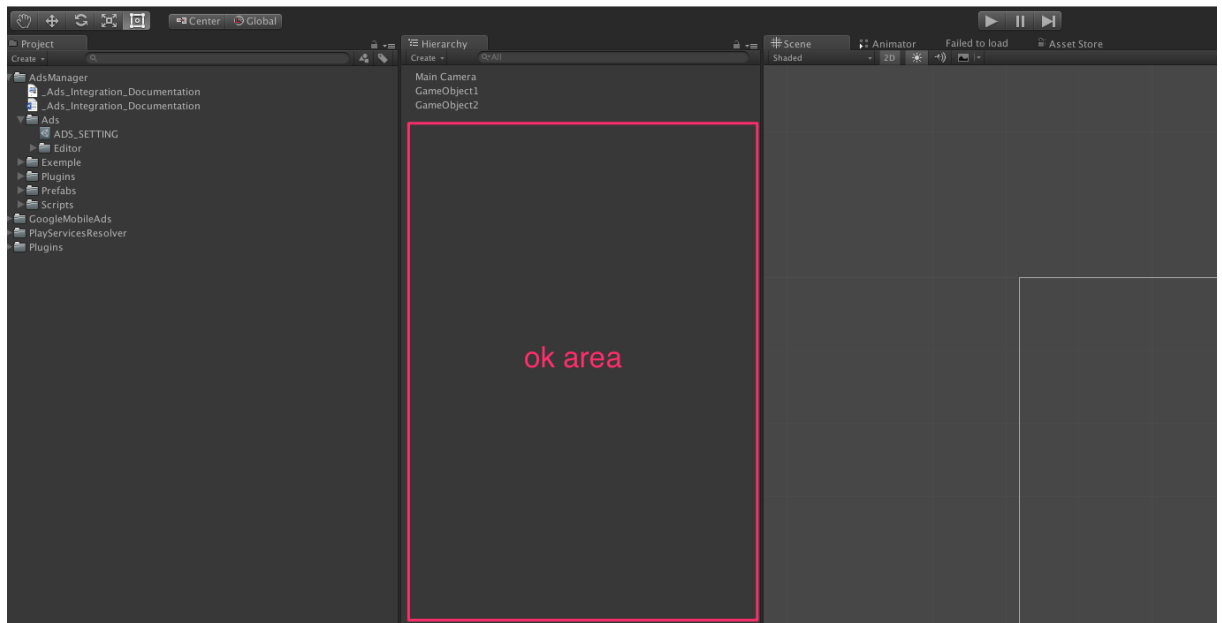 Center Global
Project
Create
AdsManager
_Ads_Integration_Documentation
_Ads_Integration_Documentation
Ads
ADS_SETTING
Editor
Exemple
Plugins
Prefabs
Scripts
GoogleMobileAds
PlayServicesResolver
Plugins
Hierarchy
Create All
Main Camera
GameObject1
GameObject2
ok area
Scene Animator Failed to load Asset Store
Shaded 2D